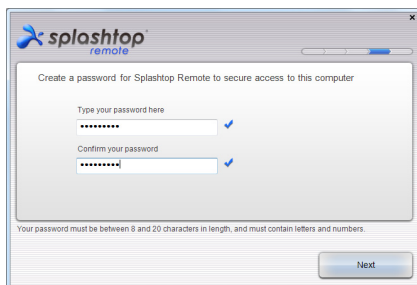 splashtop
remote
Create a password for Splashtop Remote to secure access to this computer
Type your password here
•••••••••
Confirm your password
•••••••••
Your password must be between 8 and 20 characters in length, and must contain letters and numbers.
Next